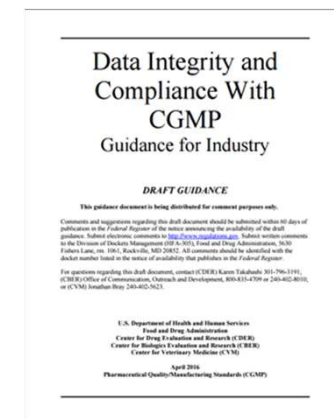 Data Integrity and
Compliance With
CGMP
Guidance for Industry
DRAFT GUIDANCE
This guidance document is being distributed for comment purposes only.
Comments and suggestions regarding this draft document should be submitted within 60 days of
publication in the Federal Register of the notice announcing the availability of the draft
guidance. Submit electronic comments to http://www.regulations.gov. Submit written comments
to the Division of Dockets Management (HFA-305), Food and Drug Administration, 5630
Fishers Lane, rm. 1061, Rockville, MD 20852. All comments should be identified with the
docket number listed in the notice of availability that publishes in the Federal Register.
For questions regarding this draft document, contact (CDER) Karen Takahashi 301-796-3191;
(CBER) Office of Communication, Outreach and Development, 800-835-4709 or 240-402-8010;
or (CVM) Jonathan Bray 240-402-5623.
U.S. Department of Health and Human Services
Food and Drug Administration
Center for Drug Evaluation and Research (CDER)
Center for Biologics Evaluation and Research (CBER)
Center for Veterinary Medicine (CVM)
April 2016
Pharmaceutical Quality/Manufacturing Standards (CGMP)